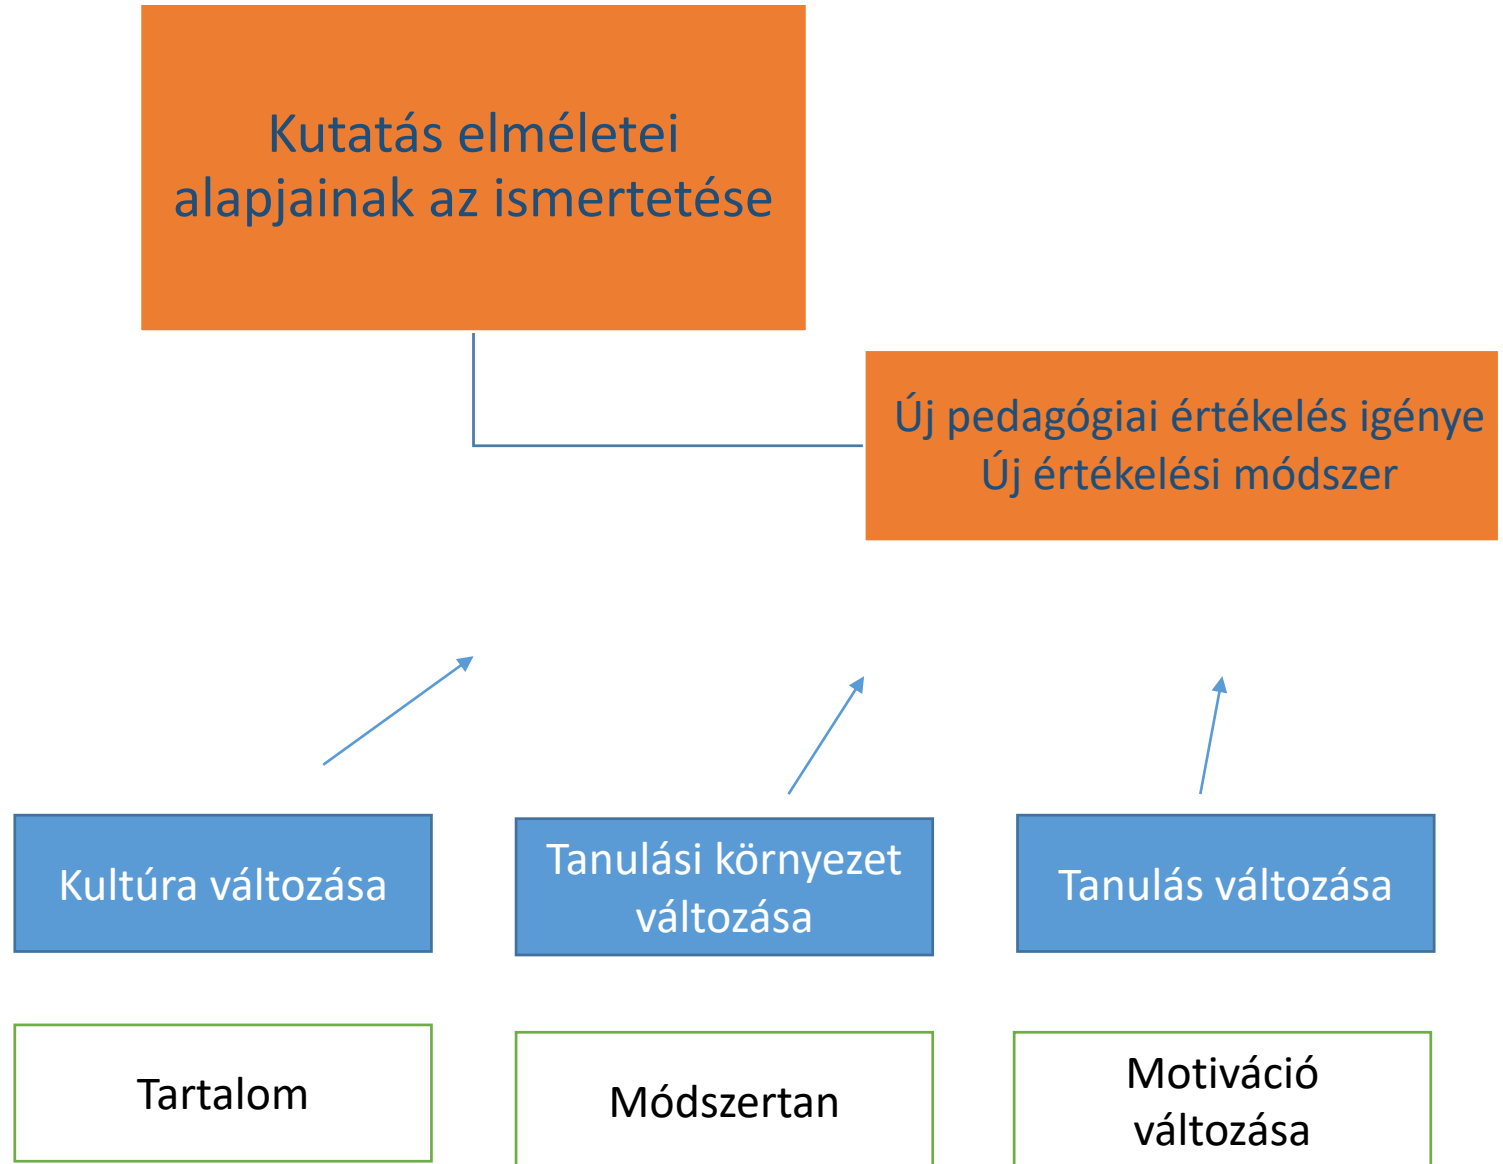 Kutatás elméletei
alapjainak az ismertetése
Új pedagógiai értékelés igénye
Új értékelési módszer
Kultúra változása
Tanulási környezet
változása
Tanulás változása
Tartalom
Módszertan
Motiváció
változása